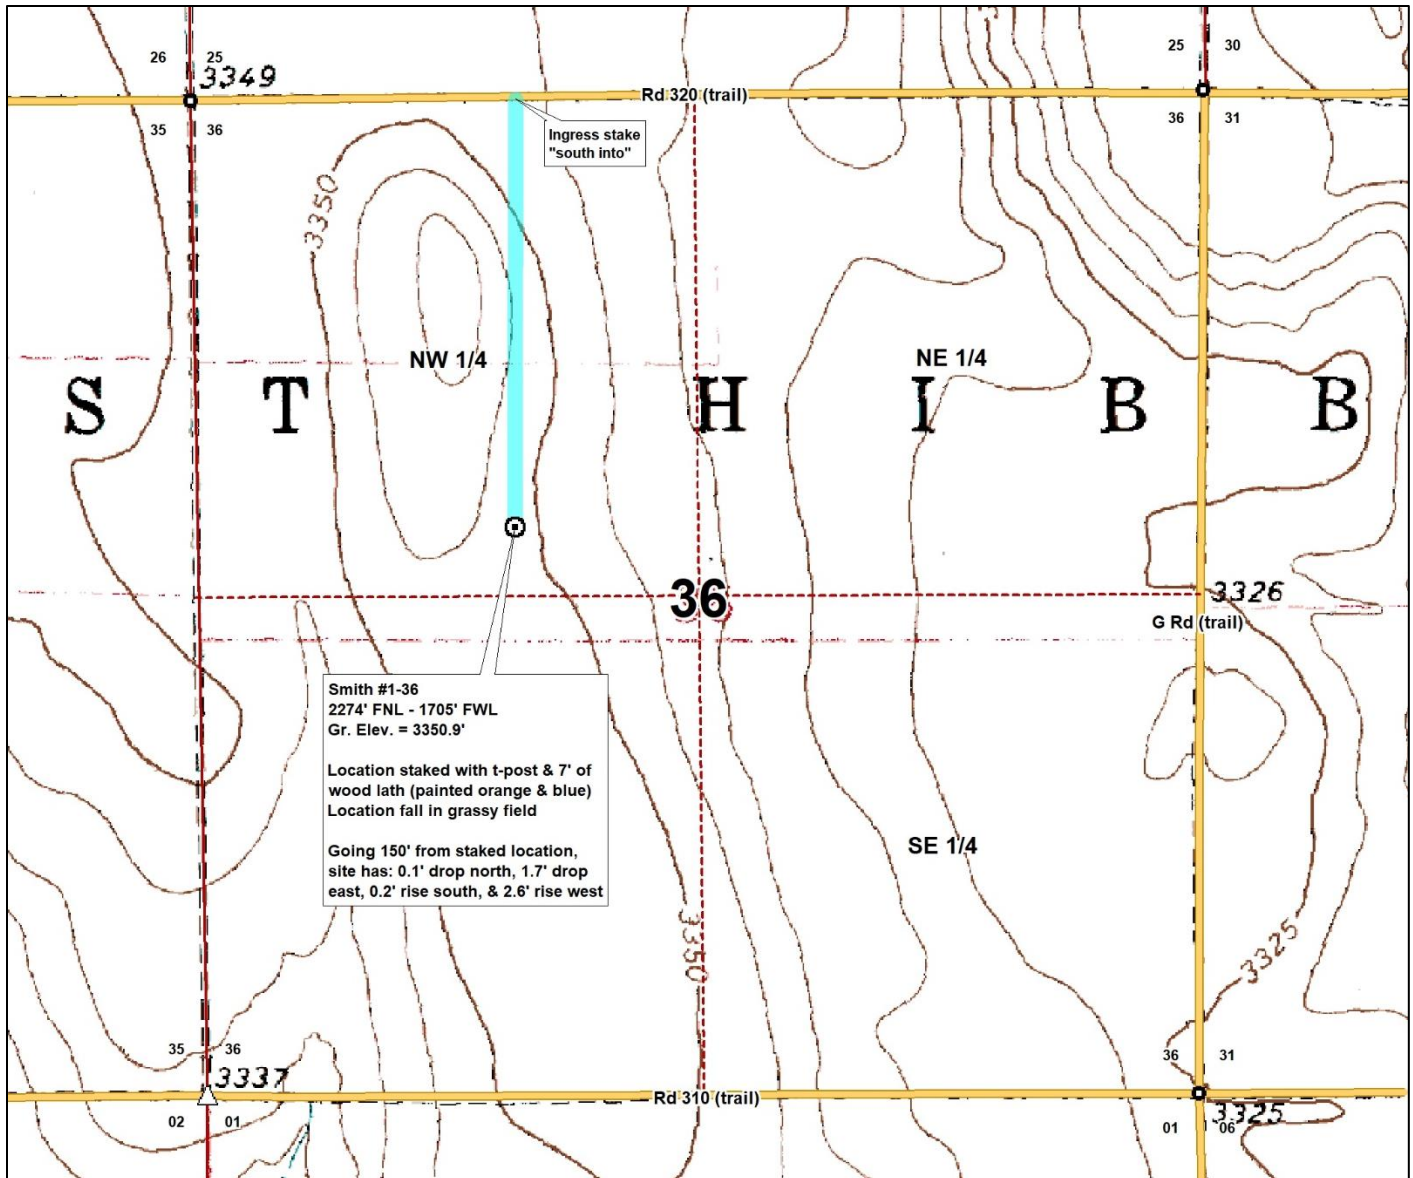 26 25
25 30
3349
Rd 320 (trail)
35 36
36 31
Ingress stake
"south into"
3350
NW 1/4
NE 1/4
S T H I B B
36
3326
G Rd (trail)
Smith #1-36
2274' FNL - 1705' FWL
Gr. Elev. = 3350.9'
Location staked with t-post & 7' of
wood lath (painted orange & blue)
Location fall in grassy field
Going 150' from staked location,
site has: 0.1' drop north, 1.7' drop
east, 0.2' rise south, & 2.6' rise west
SE 1/4
3350
3325
35 36
36 31
3337
Rd 310 (trail)
3325
02 01
01 06